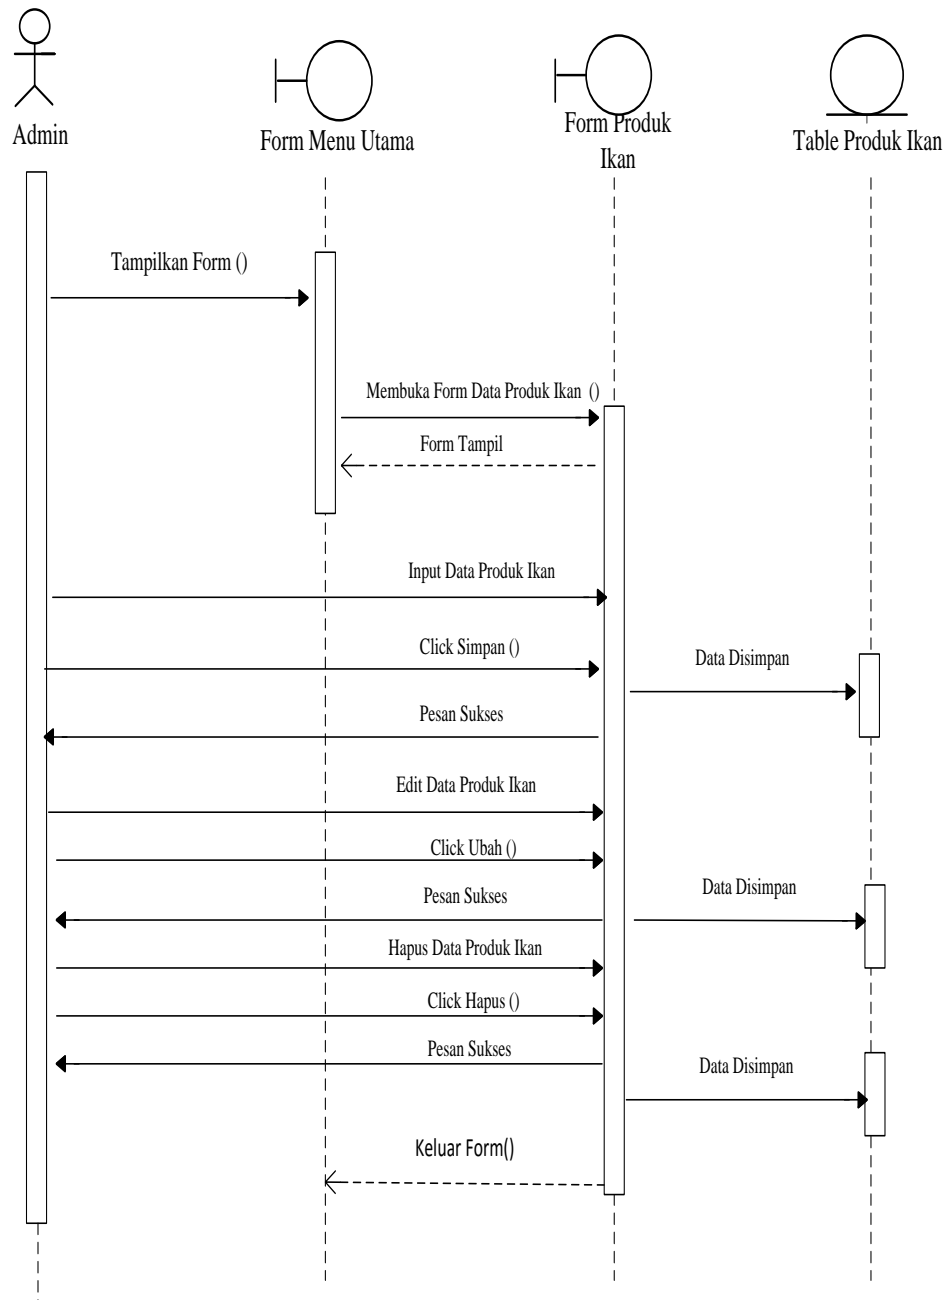 Admin
Form Menu Utama
Form Produk
Ikan
Table Produk Ikan
Tampilkan Form ()
Membuka Form Data Produk Ikan ()
Form Tampil
Input Data Produk Ikan
Click Simpan ()
Data Disimpan
Pesan Sukses
Edit Data Produk Ikan
Click Ubah ()
Data Disimpan
Pesan Sukses
Hapus Data Produk Ikan
Click Hapus ()
Pesan Sukses
Data Disimpan
Keluar Form()